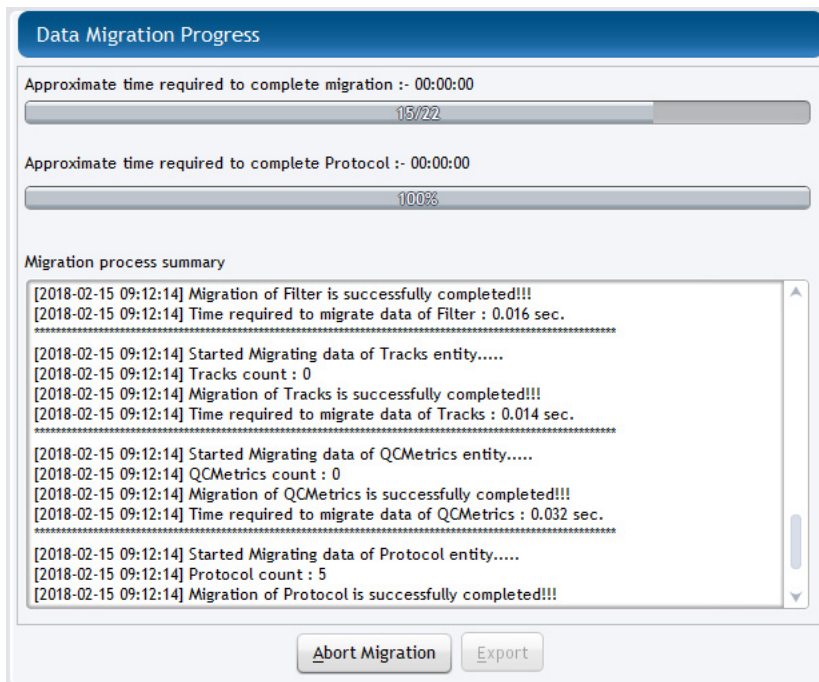 Data Migration Progress
Approximate time required to complete migration :- 00:00:00
15/22
Approximate time required to complete Protocol :- 00:00:00
100%
Migration process summary
[2018-02-15 09:12:14] Migration of Filter is successfully completed!!!
[2018-02-15 09:12:14] Time required to migrate data of Filter : 0.016 sec.
****************************************************************************************************************
[2018-02-15 09:12:14] Started Migrating data of Tracks entity.....
[2018-02-15 09:12:14] Tracks count : 0
[2018-02-15 09:12:14] Migration of Tracks is successfully completed!!!
[2018-02-15 09:12:14] Time required to migrate data of Tracks : 0.014 sec.
****************************************************************************************************************
[2018-02-15 09:12:14] Started Migrating data of QCMetrics entity.....
[2018-02-15 09:12:14] QCMetrics count : 0
[2018-02-15 09:12:14] Migration of QCMetrics is successfully completed!!!
[2018-02-15 09:12:14] Time required to migrate data of QCMetrics : 0.032 sec.
****************************************************************************************************************
[2018-02-15 09:12:14] Started Migrating data of Protocol entity.....
[2018-02-15 09:12:14] Protocol count : 5
[2018-02-15 09:12:14] Migration of Protocol is successfully completed!!!
Abort Migration Export